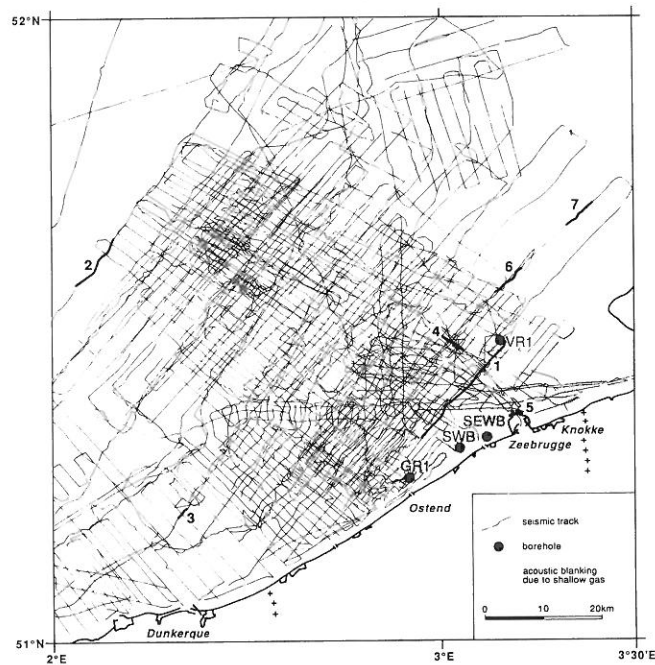 52°N
7
2
6
4
VR1
1
5
SEWB
Knokke
SWB
Zeebrugge
GR1
Ostend
3
seismic track
borehole
acoustic blanking
due to shallow gas
0 10 20km
51°N
Dunkerque
2°E 3°E 3°30'E